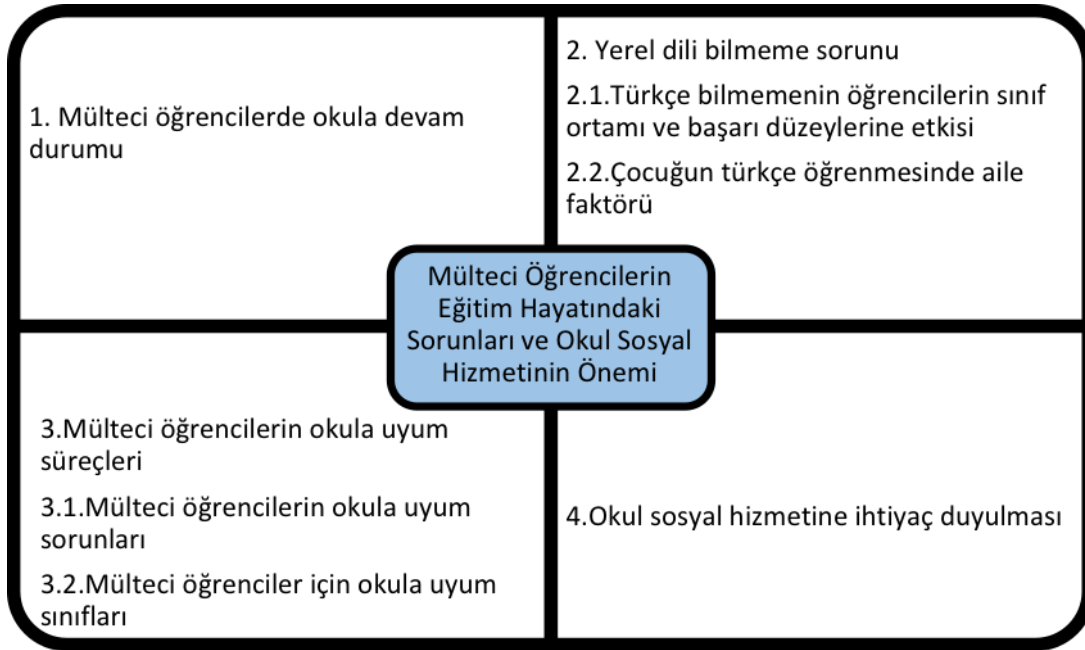 1. Mülteci öğrencilerde okula devam
durumu
2. Yerel dili bilmeme sorunu
2.1.Türkçe bilmemenin öğrencilerin sınıf
ortamı ve başarı düzeylerine etkisi
2.2.Çocuğun türkçe öğrenmesinde aile
faktörü
Mülteci Öğrencilerin
Eğitim Hayatındaki
Sorunları ve Okul Sosyal
Hizmetinin Önemi
3.Mülteci öğrencilerin okula uyum
süreçleri
3.1.Mülteci öğrencilerin okula uyum
sorunları
3.2.Mülteci öğrenciler için okula uyum
sınıfları
4.Okul sosyal hizmetine ihtiyaç duyulması